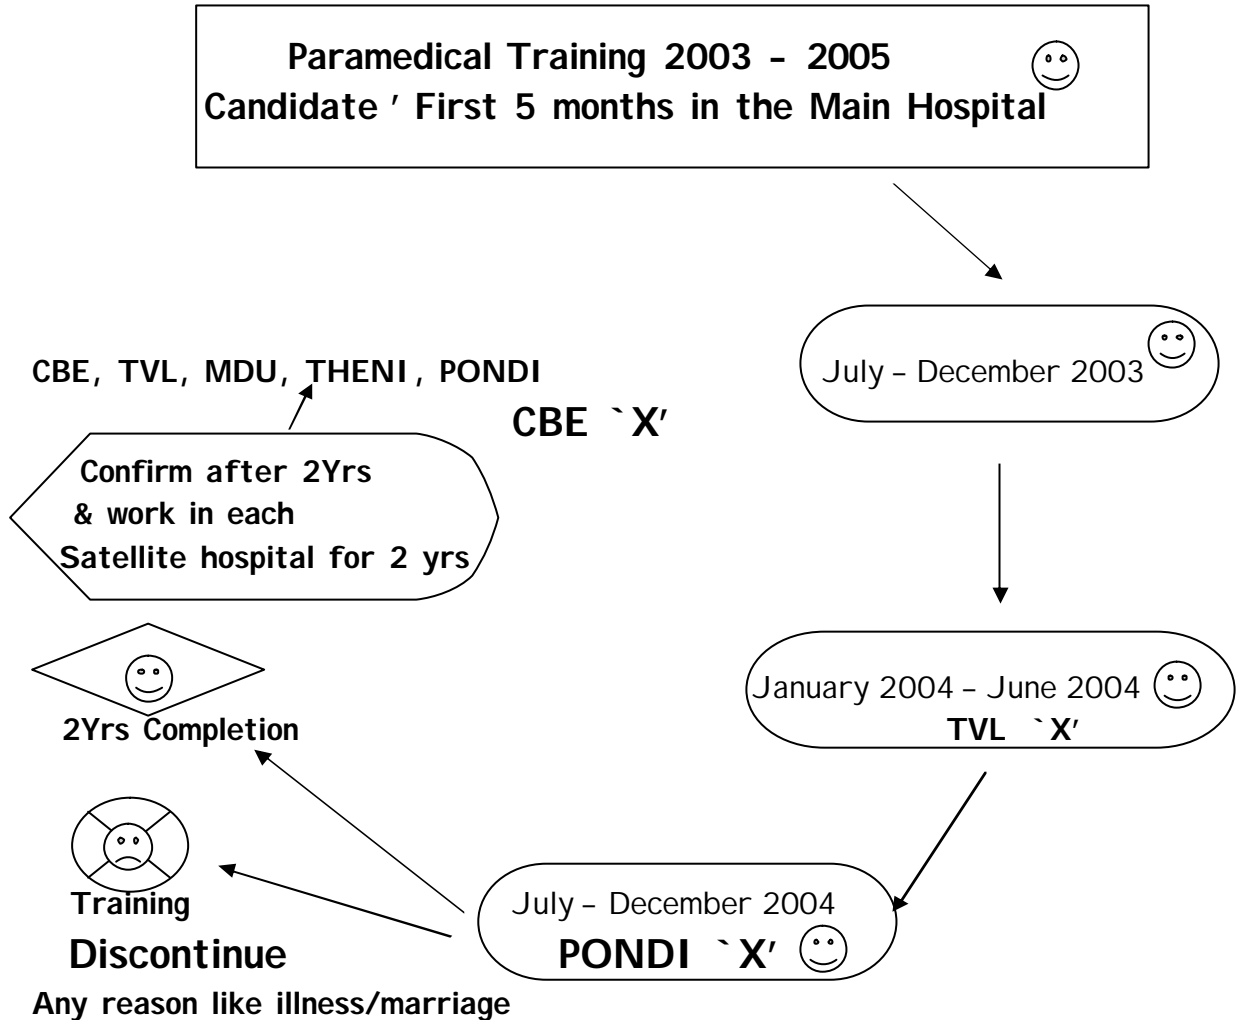 Paramedical Training 2003 – 2005
Candidate ’ First 5 months in the Main Hospital
July – December 2003
CBE, TVL, MDU, THENI, PONDI
CBE `X’
Confirm after 2Yrs
& work in each
Satellite hospital for 2 yrs
January 2004 – June 2004
TVL `X’
2Yrs Completion
July – December 2004
PONDI `X’
Training
Discontinue
Any reason like illness/marriage